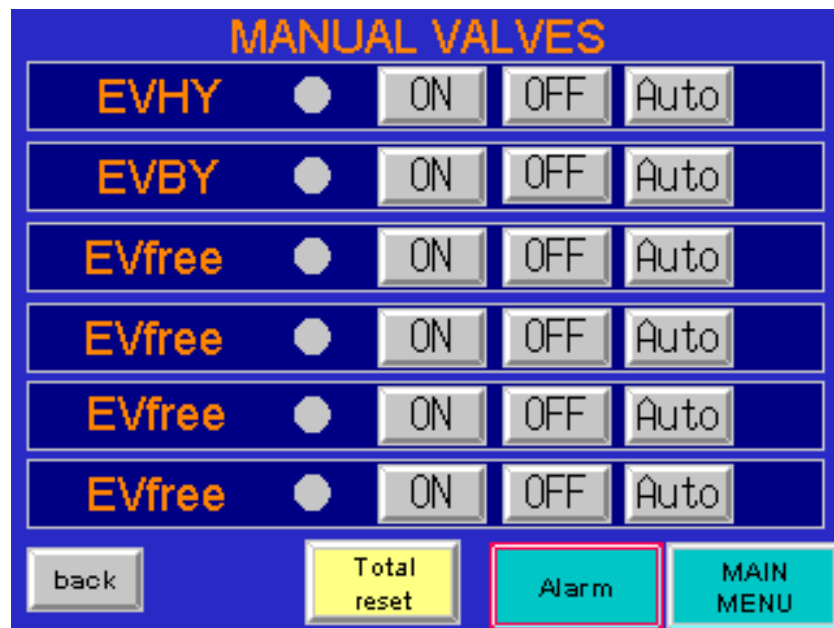 MANUAL VALVES
EVHY ON OFF Auto
EVBY ON OFF Auto
EVfree ON OFF Auto
EVfree ON OFF Auto
EVfree ON OFF Auto
EVfree ON OFF Auto
back
Total
reset
Alarm
MAIN
MENU